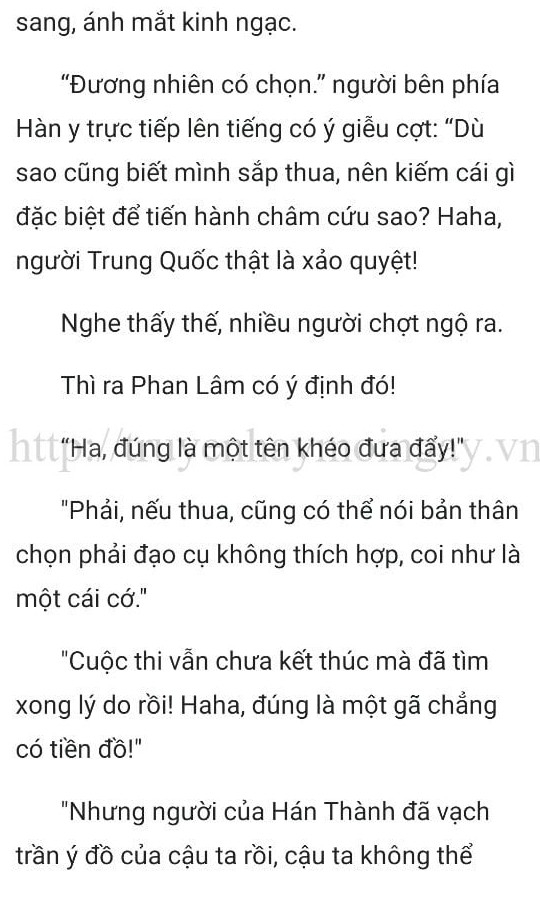 sang, ánh mắt kinh ngạc.
“Đương nhiên có chọn.” người bên phía
Hàn y trực tiếp lên tiếng có ý giễu cợt: “Dù
sao cũng biết mình sắp thua, nên kiếm cái gì
đặc biệt để tiến hành châm cứu sao? Haha,
người Trung Quốc thật là xảo quyệt!
Nghe thấy thế, nhiều người chợt ngộ ra.
Thì ra Phan Lâm có ý định đó!
http://truyenhaymoingay.vn
“Ha, đúng là một tên khéo đưa đẩy!"
"Phải, nếu thua, cũng có thể nói bản thân
chọn phải đạo cụ không thích hợp, coi như là
một cái cớ."
"Cuộc thi vẫn chưa kết thúc mà đã tìm
xong lý do rồi! Haha, đúng là một gã chẳng
có tiền đồ!"
"Nhưng người của Hán Thành đã vạch
trần ý đồ của cậu ta rồi, cậu ta không thể